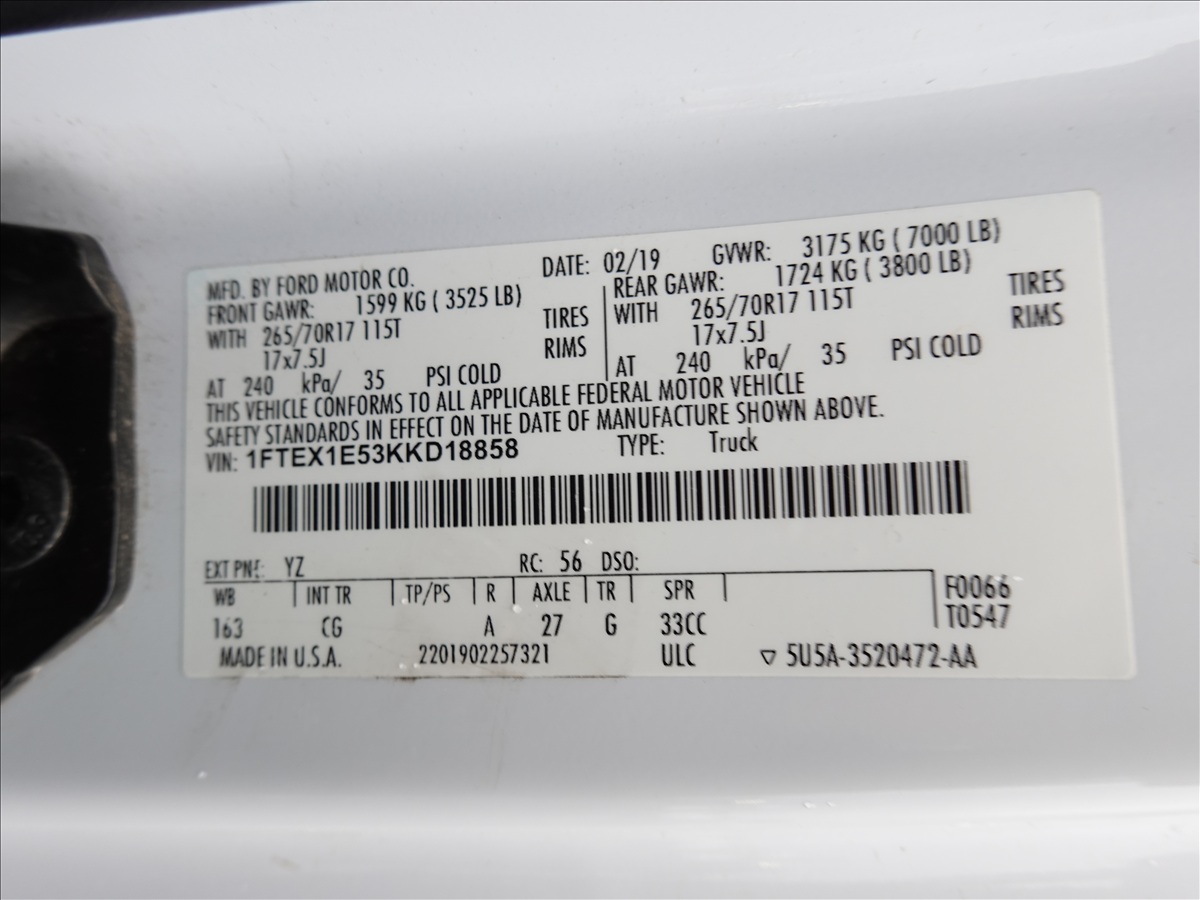 MFD. BY FORD MOTOR CO. DATE: 02/19 GVWR: 3175 KG ( 7000 LB)
FRONT GAWR: 1599 KG ( 3525 LB) REAR GAWR: 1724 KG ( 3800 LB)
WITH 265/70R17 115T TIRES WITH 265/70R17 115T TIRES
17x7.5J RIMS 17x7.5J RIMS
AT 240 kPa/ 35 PSI COLD AT 240 kPa/ 35 PSI COLD
THIS VEHICLE CONFORMS TO ALL APPLICABLE FEDERAL MOTOR VEHICLE
SAFETY STANDARDS IN EFFECT ON THE DATE OF MANUFACTURE SHOWN ABOVE.
VIN: 1FTEX1E53KKD18858 TYPE: Truck
EXT PNT: YZ RC: 56 DSO:
WB INT TR TP/PS R AXLE TR SPR F0066
163 CG A 27 G 33CC T0547
MADE IN U.S.A. 2201902257321 ULC ▽ 5U5A-3520472-AA